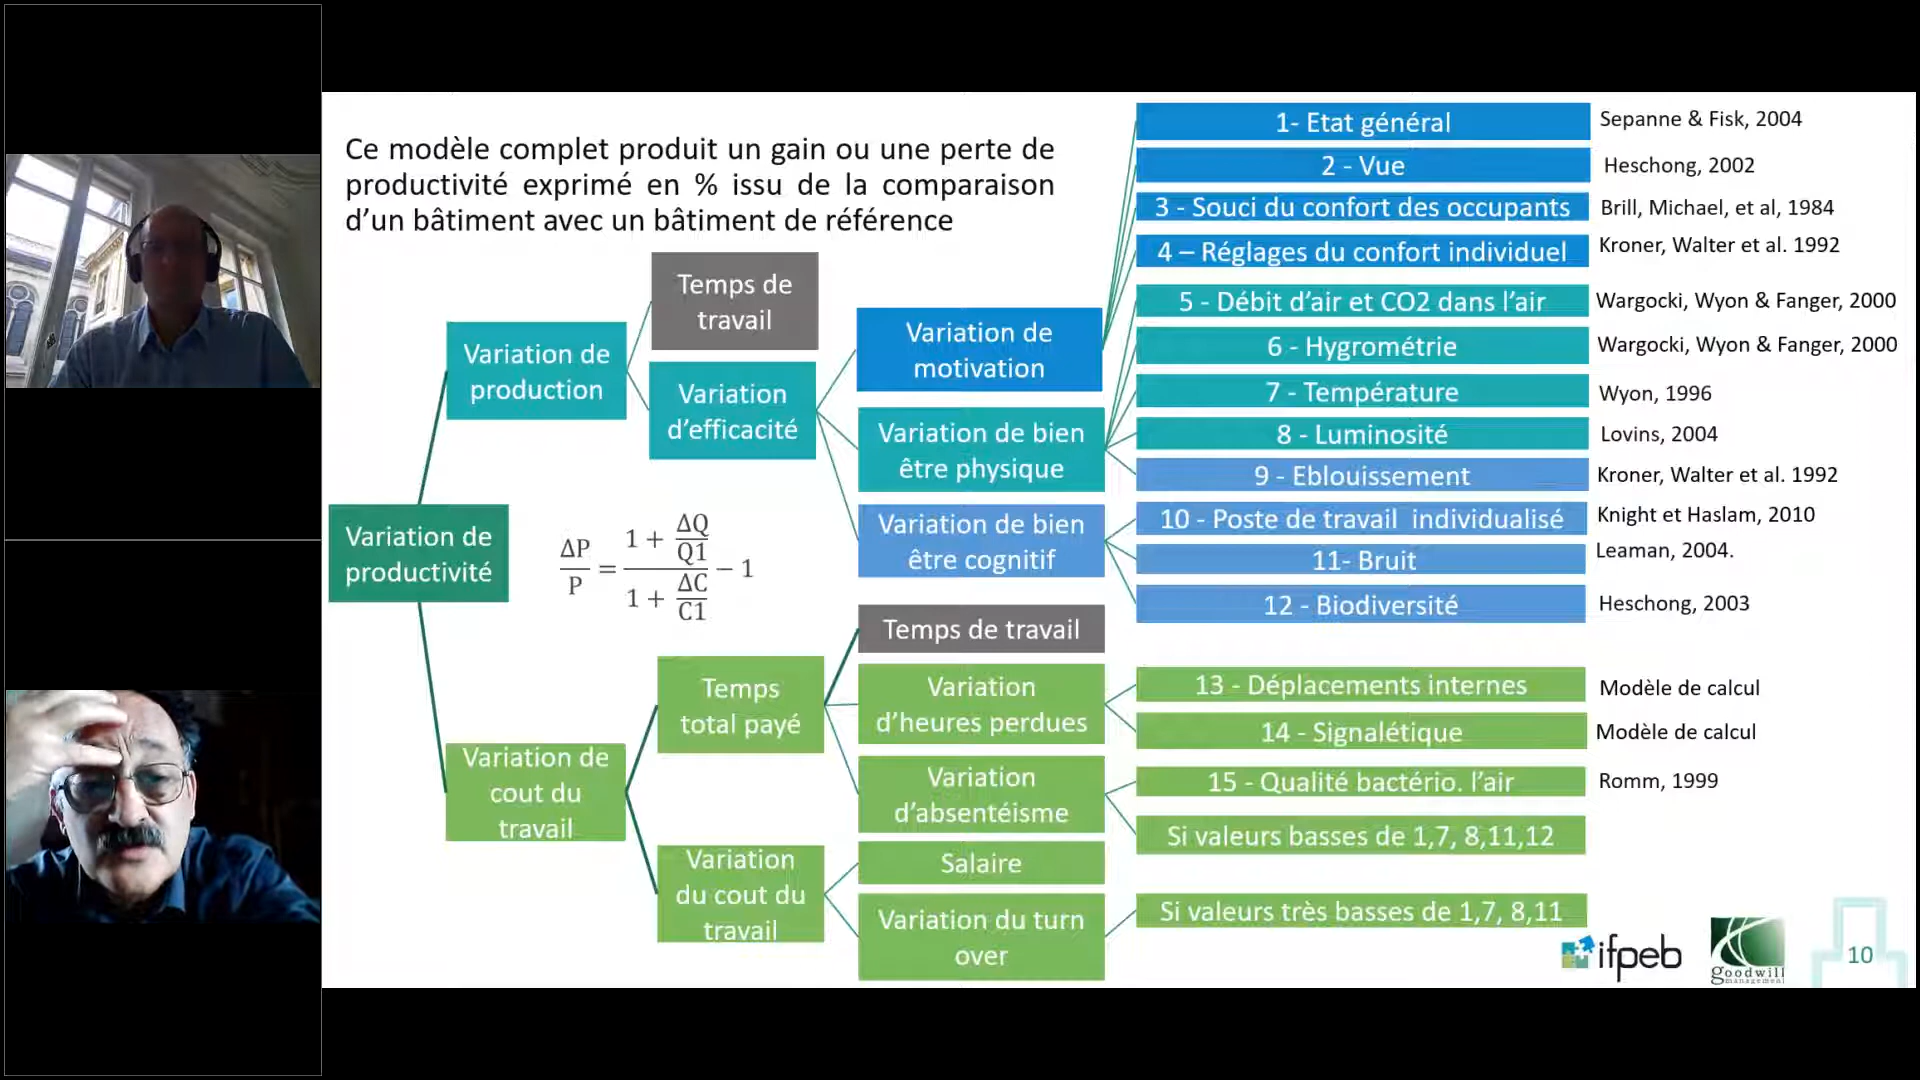 Ce modèle complet produit un gain ou une perte de
productivité exprimé en % issu de la comparaison
d’un bâtiment avec un bâtiment de référence
Variation de
productivité
Variation de
production
Temps de
travail
Variation
d’efficacité
Variation de
motivation
Variation de bien
être physique
Variation de bien
être cognitif
1- Etat général
Sepanne & Fisk, 2004
2 - Vue
Heschong, 2002
3 - Souci du confort des occupants
Brill, Michael, et al, 1984
4 – Réglages du confort individuel
Kroner, Walter et al. 1992
5 - Débit d’air et CO2 dans l’air
Wargocki, Wyon & Fanger, 2000
6 - Hygrométrie
Wargocki, Wyon & Fanger, 2000
7 - Température
Wyon, 1996
8 - Luminosité
Lovins, 2004
9 - Eblouissement
Kroner, Walter et al. 1992
10 - Poste de travail individualisé
Knight et Haslam, 2010
11- Bruit
Leaman, 2004.
12 - Biodiversité
Heschong, 2003
ΔP/P = (1 + ΔQ/Q1)/(1 + ΔC/C1) − 1
Variation de
cout du
travail
Temps
total payé
Variation
du cout du
travail
Temps de travail
Variation
d’heures perdues
Variation
d’absentéisme
Salaire
Variation du turn
over
13 - Déplacements internes
Modèle de calcul
14 - Signalétique
Modèle de calcul
15 - Qualité bactério. l’air
Romm, 1999
Si valeurs basses de 1,7, 8,11,12
Si valeurs très basses de 1,7, 8,11
ifpeb
goodwill
management
10